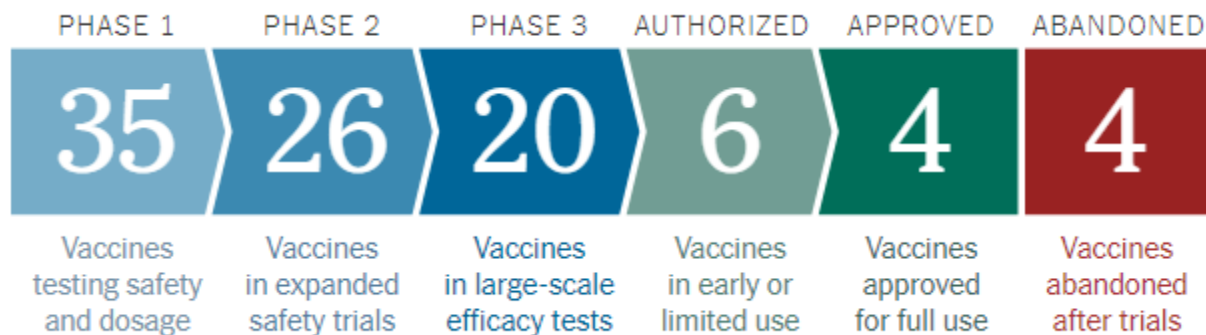 PHASE 1 PHASE 2 PHASE 3 AUTHORIZED APPROVED ABANDONED
35 26 20 6 4 4
Vaccines Vaccines Vaccines Vaccines Vaccines Vaccines
testing safety in expanded in large-scale in early or approved abandoned
and dosage safety trials efficacy tests limited use for full use after trials